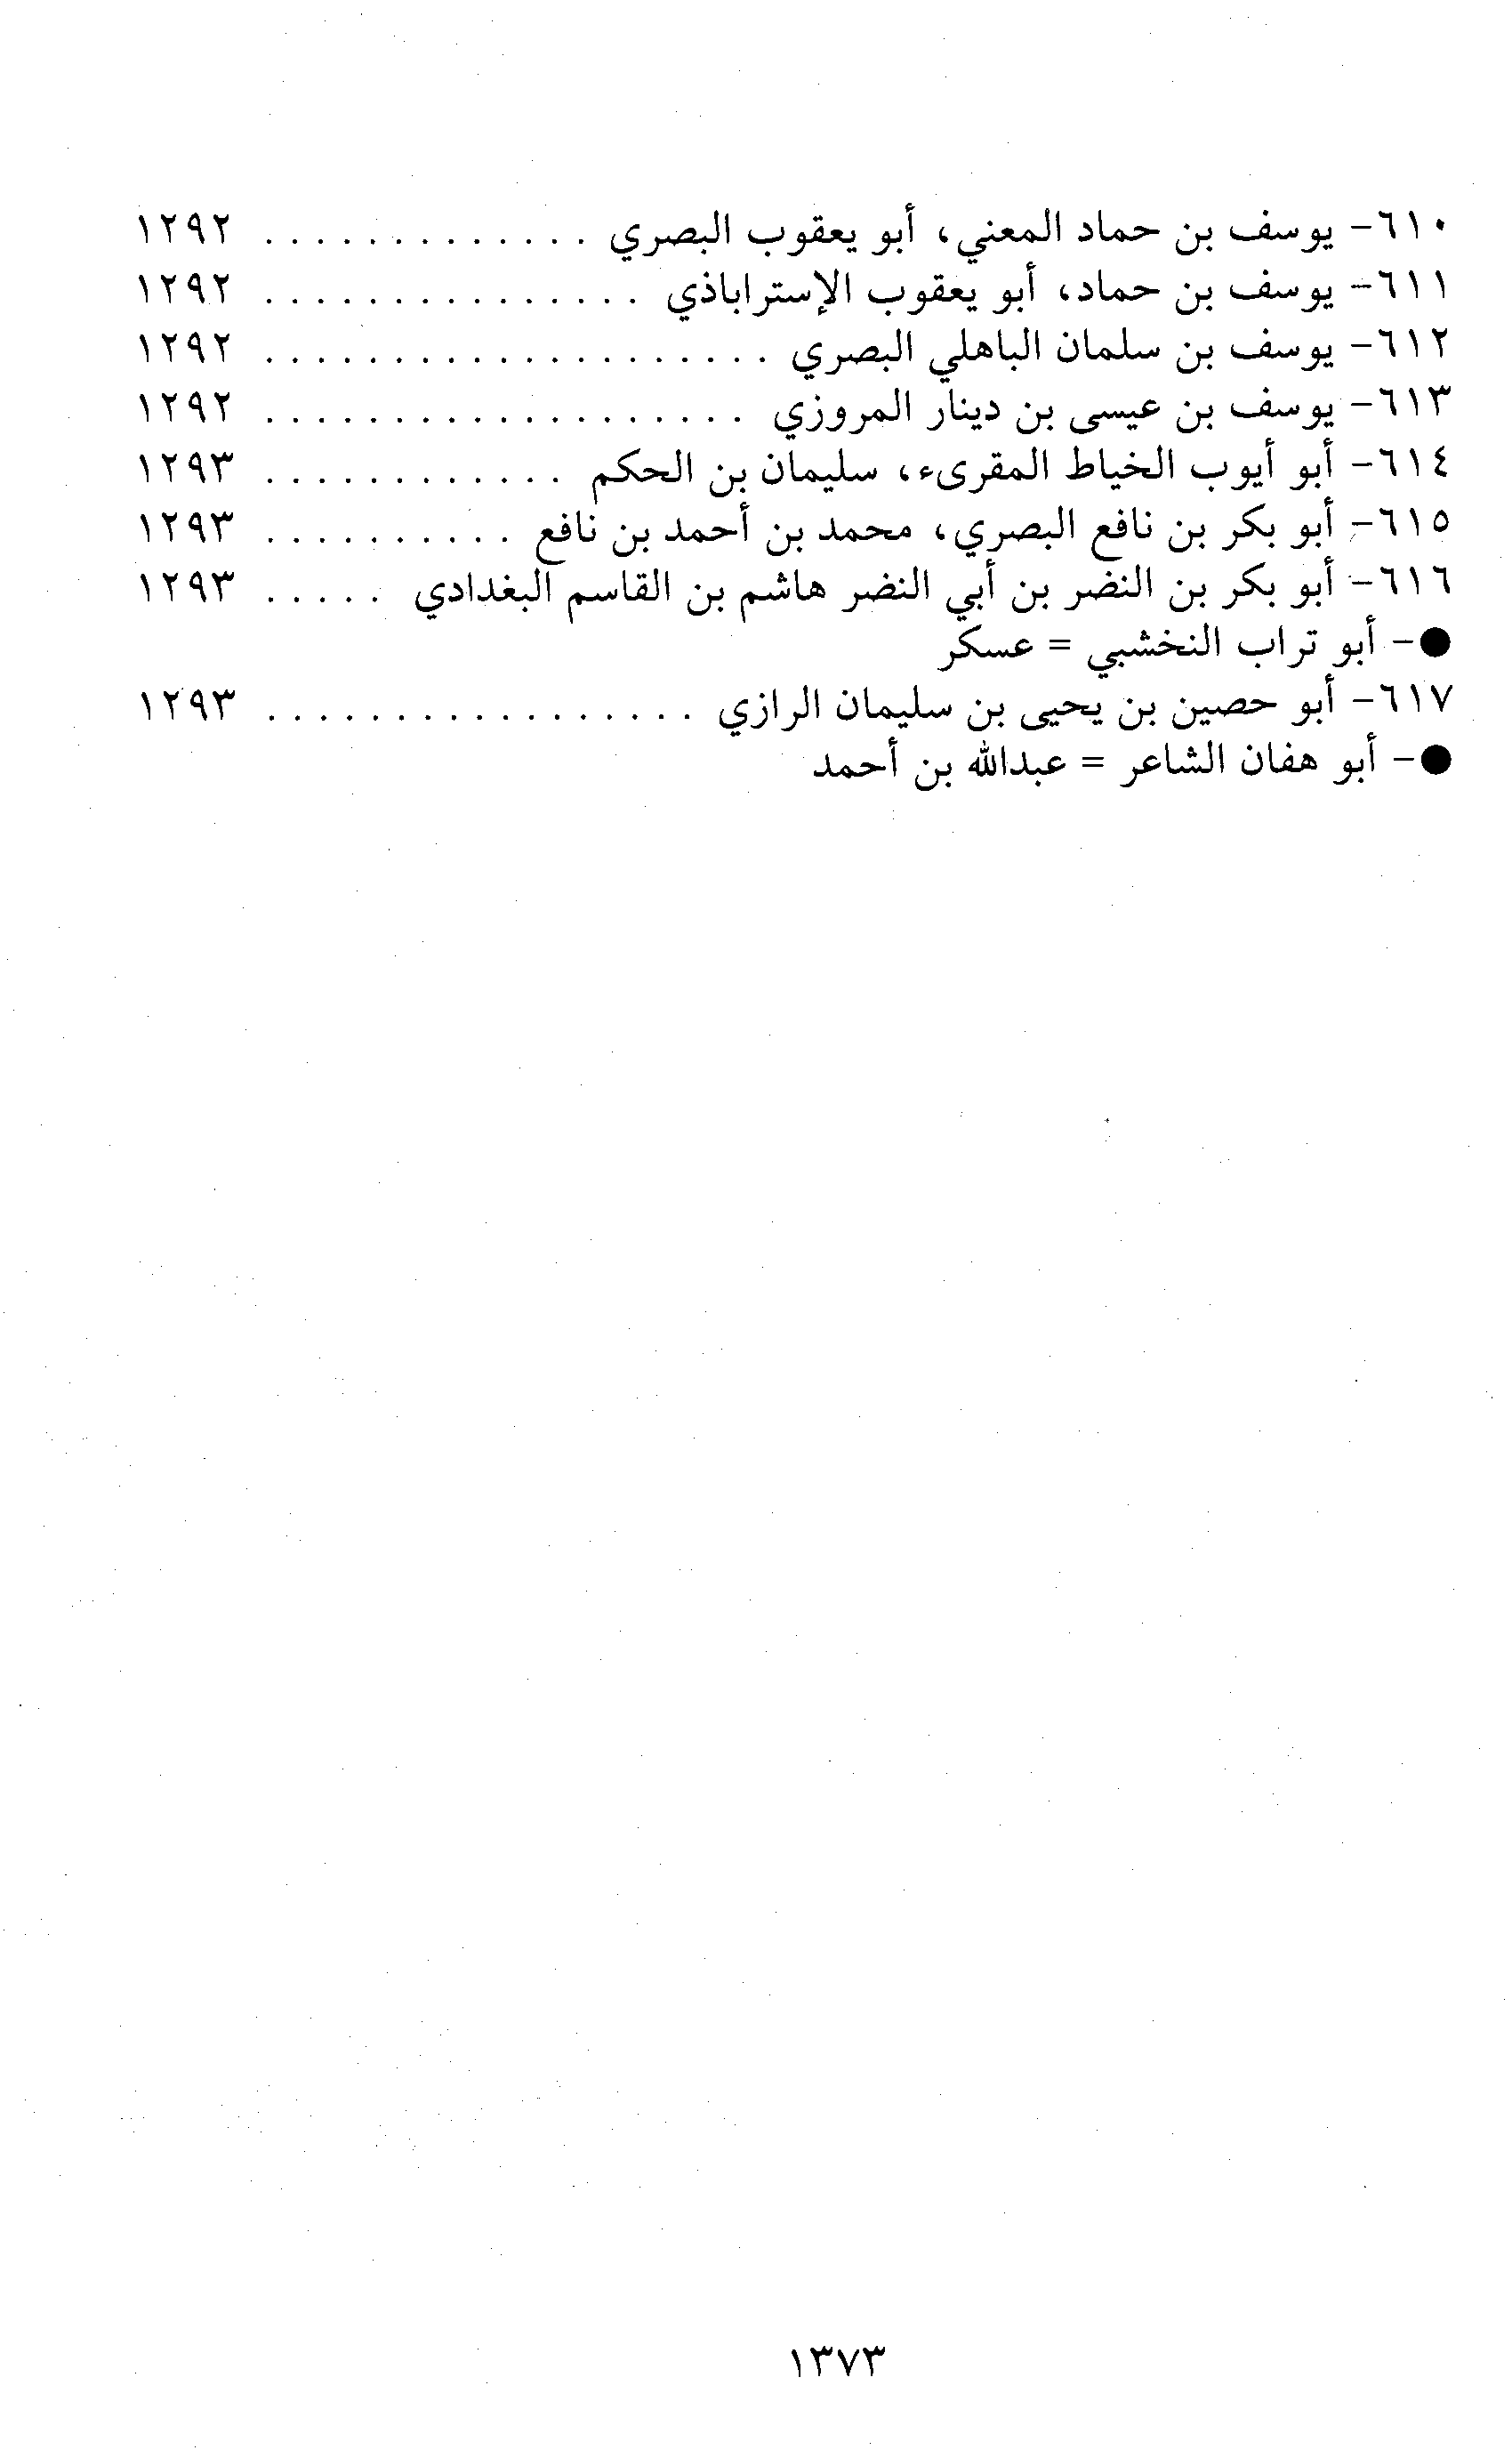 ٦١٠- يوسف بن حماد المعني، أبو يعقوب البصري . . . . . . . . . . . . . ١٢٩٢
٦١١- يوسف بن حماد، أبو يعقوب الإستراباذي . . . . . . . . . . . . . . . ١٢٩٢
٦١٢- يوسف بن سلمان الباهلي البصري . . . . . . . . . . . . . . . . . . . . ١٢٩٢
٦١٣- يوسف بن عيسى بن دينار المروزي . . . . . . . . . . . . . . . . . . . ١٢٩٢
٦١٤- أبو أيوب الخياط المقرىء، سليمان بن الحكم . . . . . . . . . . . . ١٢٩٣
٦١٥- أبو بكر بن نافع البصري، محمد بن أحمد بن نافع . . . . . . . . . . ١٢٩٣
٦١٦- أبو بكر بن النضر بن أبي النضر هاشم بن القاسم البغدادي . . . . . ١٢٩٣
●- أبو تراب النخشبي = عسكر
٦١٧- أبو حصين بن يحيى بن سليمان الرازي . . . . . . . . . . . . . . . . . ١٢٩٣
●- أبو هفان الشاعر = عبدالله بن أحمد
١٣٧٣